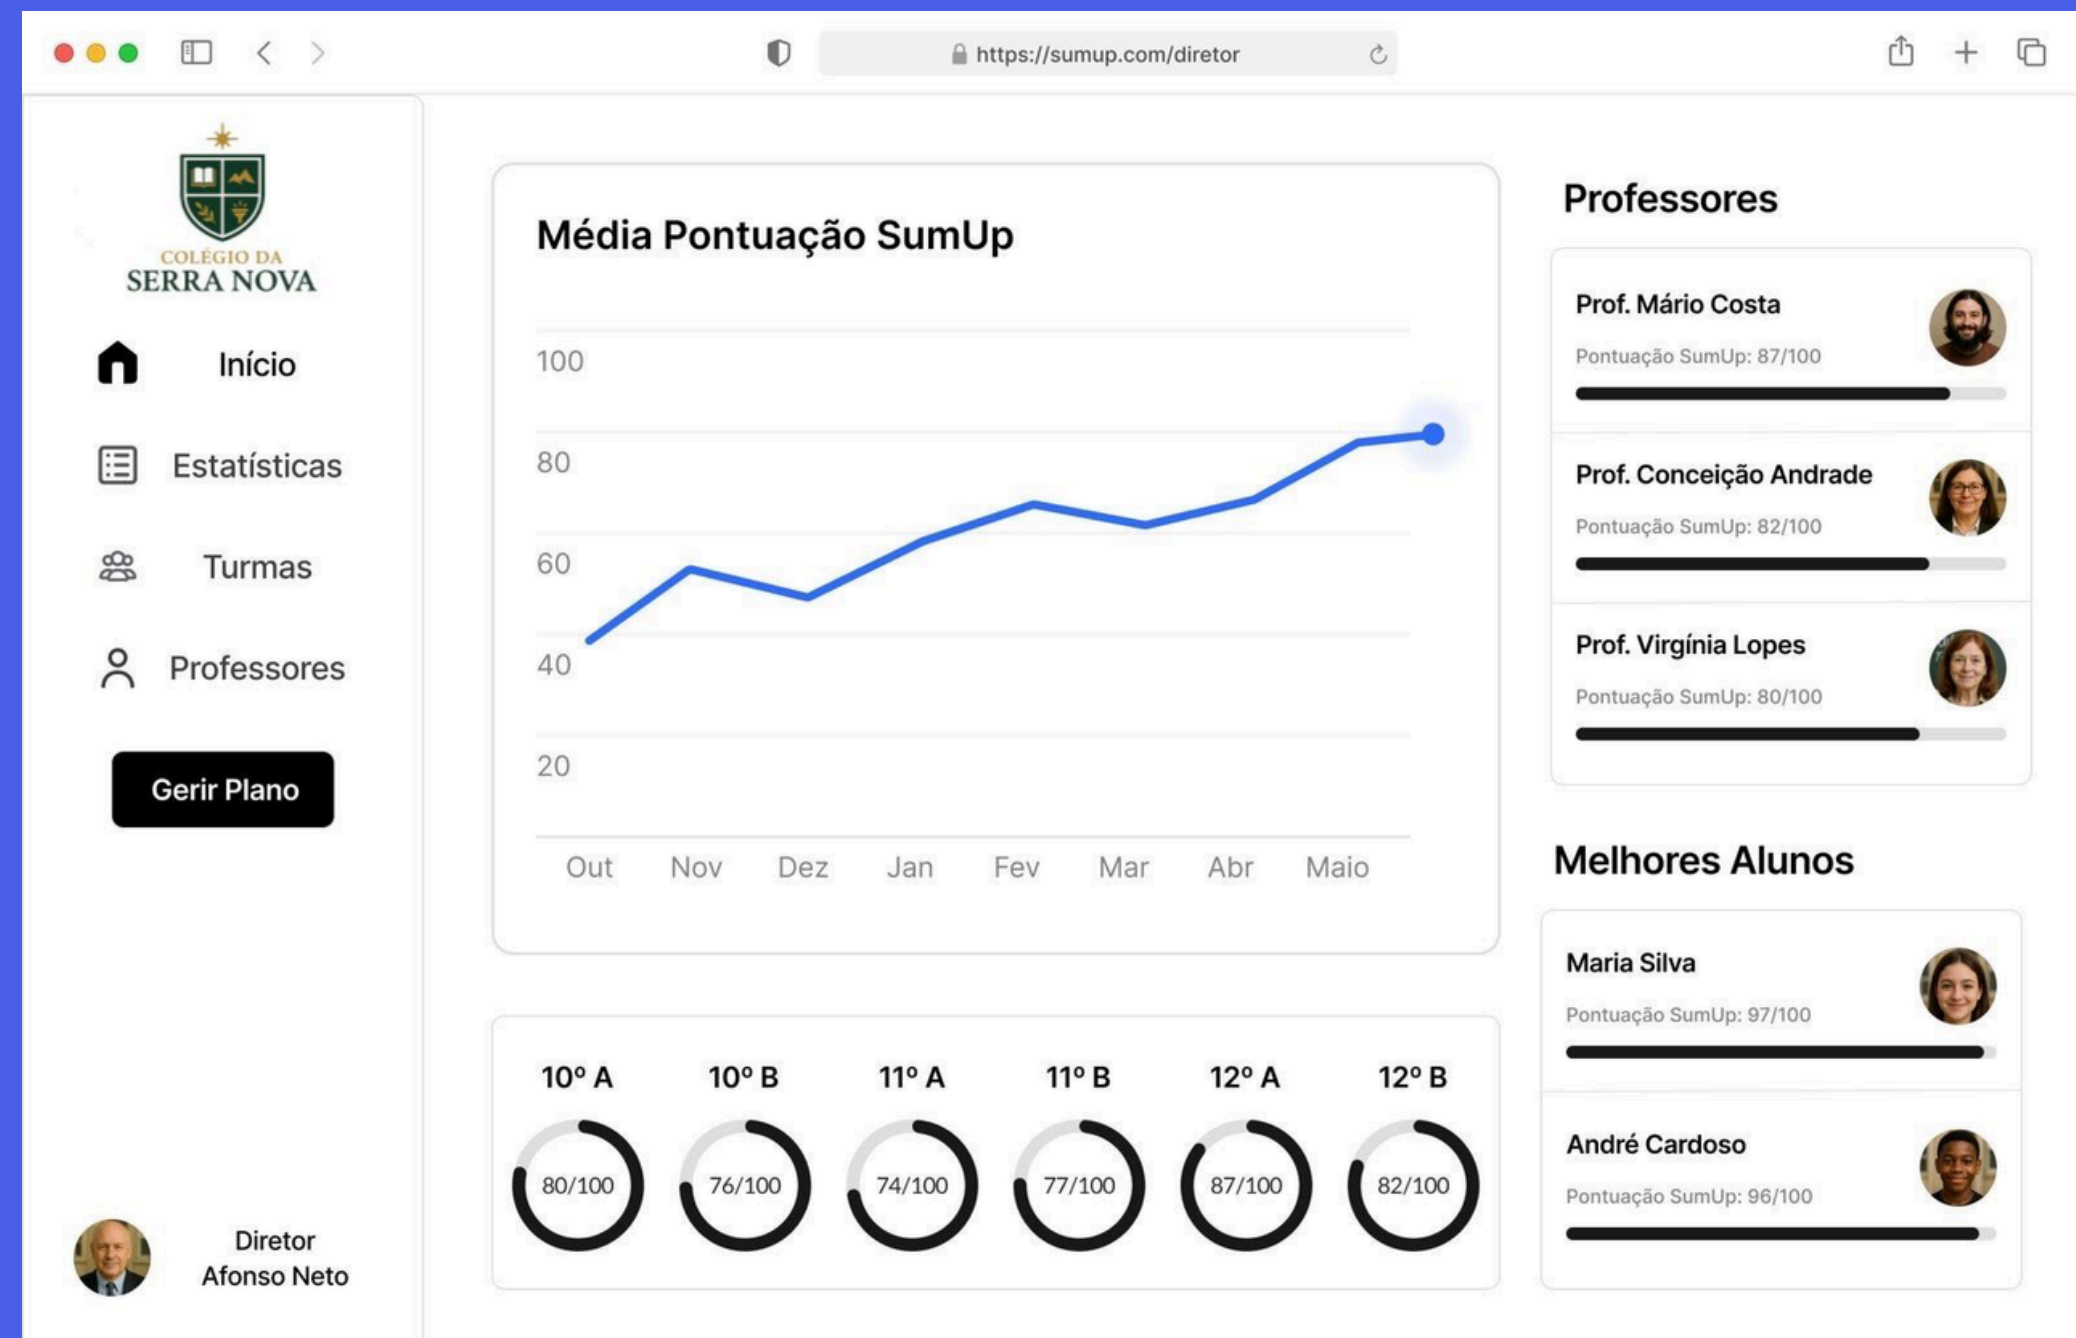 https://sumup.com/diretor
COLÉGIO DA
SERRA NOVA
Início
Estatísticas
Turmas
Professores
Gerir Plano
Diretor
Afonso Neto
Média Pontuação SumUp
100
80
60
40
20
Out Nov Dez Jan Fev Mar Abr Maio
10º A 10º B 11º A 11º B 12º A 12º B
80/100 76/100 74/100 77/100 87/100 82/100
Professores
Prof. Mário Costa
Pontuação SumUp: 87/100
Prof. Conceição Andrade
Pontuação SumUp: 82/100
Prof. Virgínia Lopes
Pontuação SumUp: 80/100
Melhores Alunos
Maria Silva
Pontuação SumUp: 97/100
André Cardoso
Pontuação SumUp: 96/100